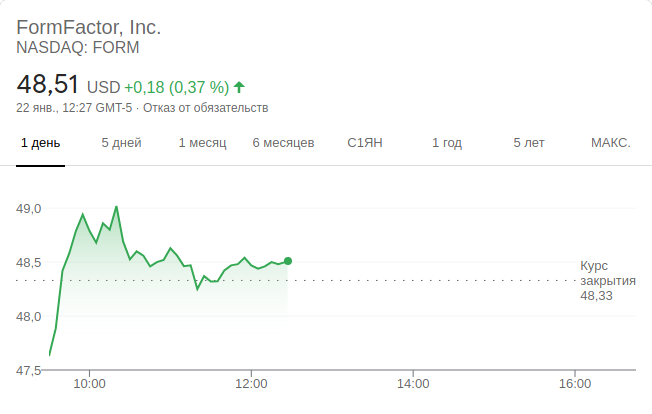 FormFactor, Inc.
NASDAQ: FORM
48,51 USD +0,18 (0,37 %)
22 янв., 12:27 GMT-5 · Отказ от обязательств
1 день 5 дней 1 месяц 6 месяцев С1ЯН 1 год 5 лет МАКС.
49,0
48,5
Курс
закрытия
48,33
48,0
47,5
10:00 12:00 14:00 16:00